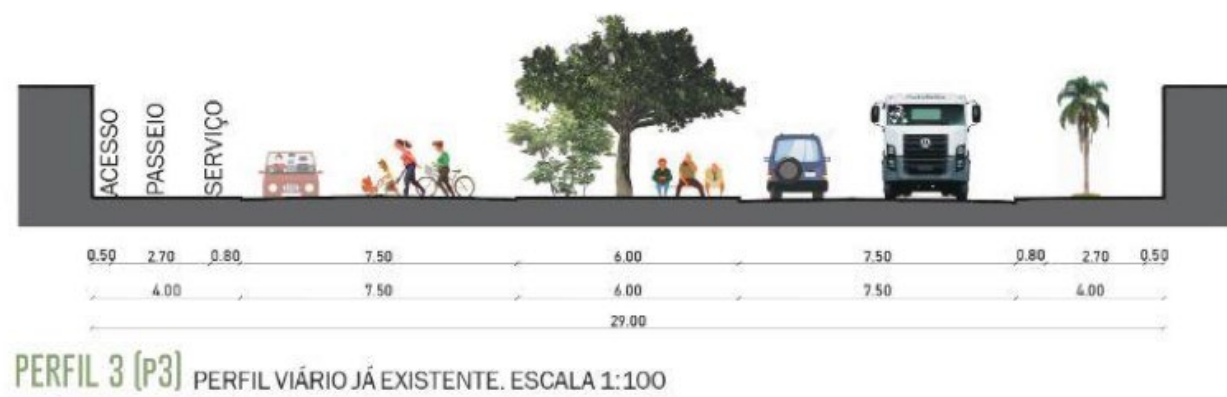 ACESSO
PASSEIO
SERVIÇO
0.50 2.70 0.80 7.50 6.00 7.50 0.80 2.70 0.50
4.00 7.50 6.00 7.50 4.00
29.00
PERFIL 3 (P3) PERFIL VIÁRIO JÁ EXISTENTE. ESCALA 1:100